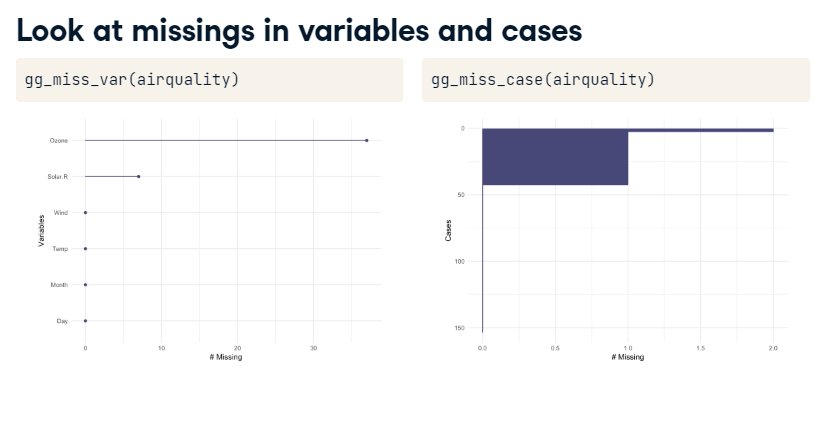 Look at missings in variables and cases
gg_miss_var(airquality)
gg_miss_case(airquality)
Variables
Ozone
Solar.R
Wind
Temp
Month
Day
0 10 20 30
# Missing
Cases
0
50
100
150
0.0 0.5 1.0 1.5 2.0
# Missing